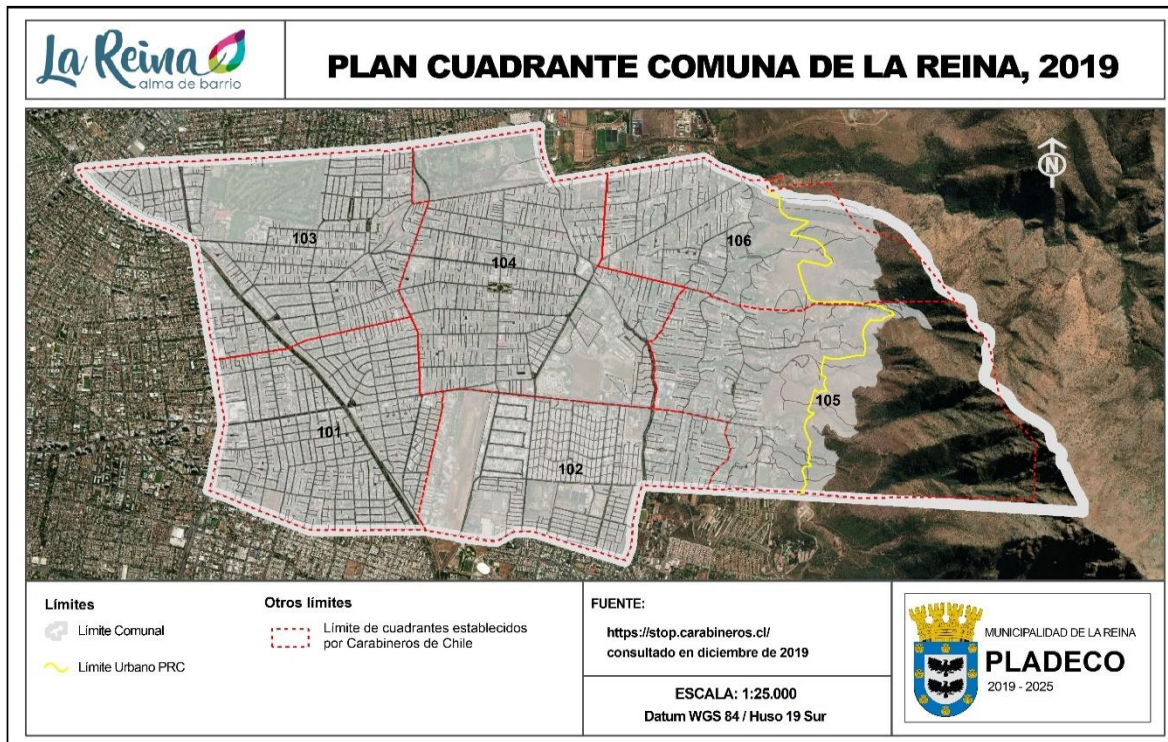 La Reina
alma de barrio
PLAN CUADRANTE COMUNA DE LA REINA, 2019
N
103
104
106
101
102
105
Límites
Límite Comunal
Límite Urbano PRC
Otros límites
Límite de cuadrantes establecidos
por Carabineros de Chile
FUENTE:
https://stop.carabineros.cl/
consultado en diciembre de 2019
ESCALA: 1:25.000
Datum WGS 84 / Huso 19 Sur
MUNICIPALIDAD DE LA REINA
PLADECO
2019 - 2025